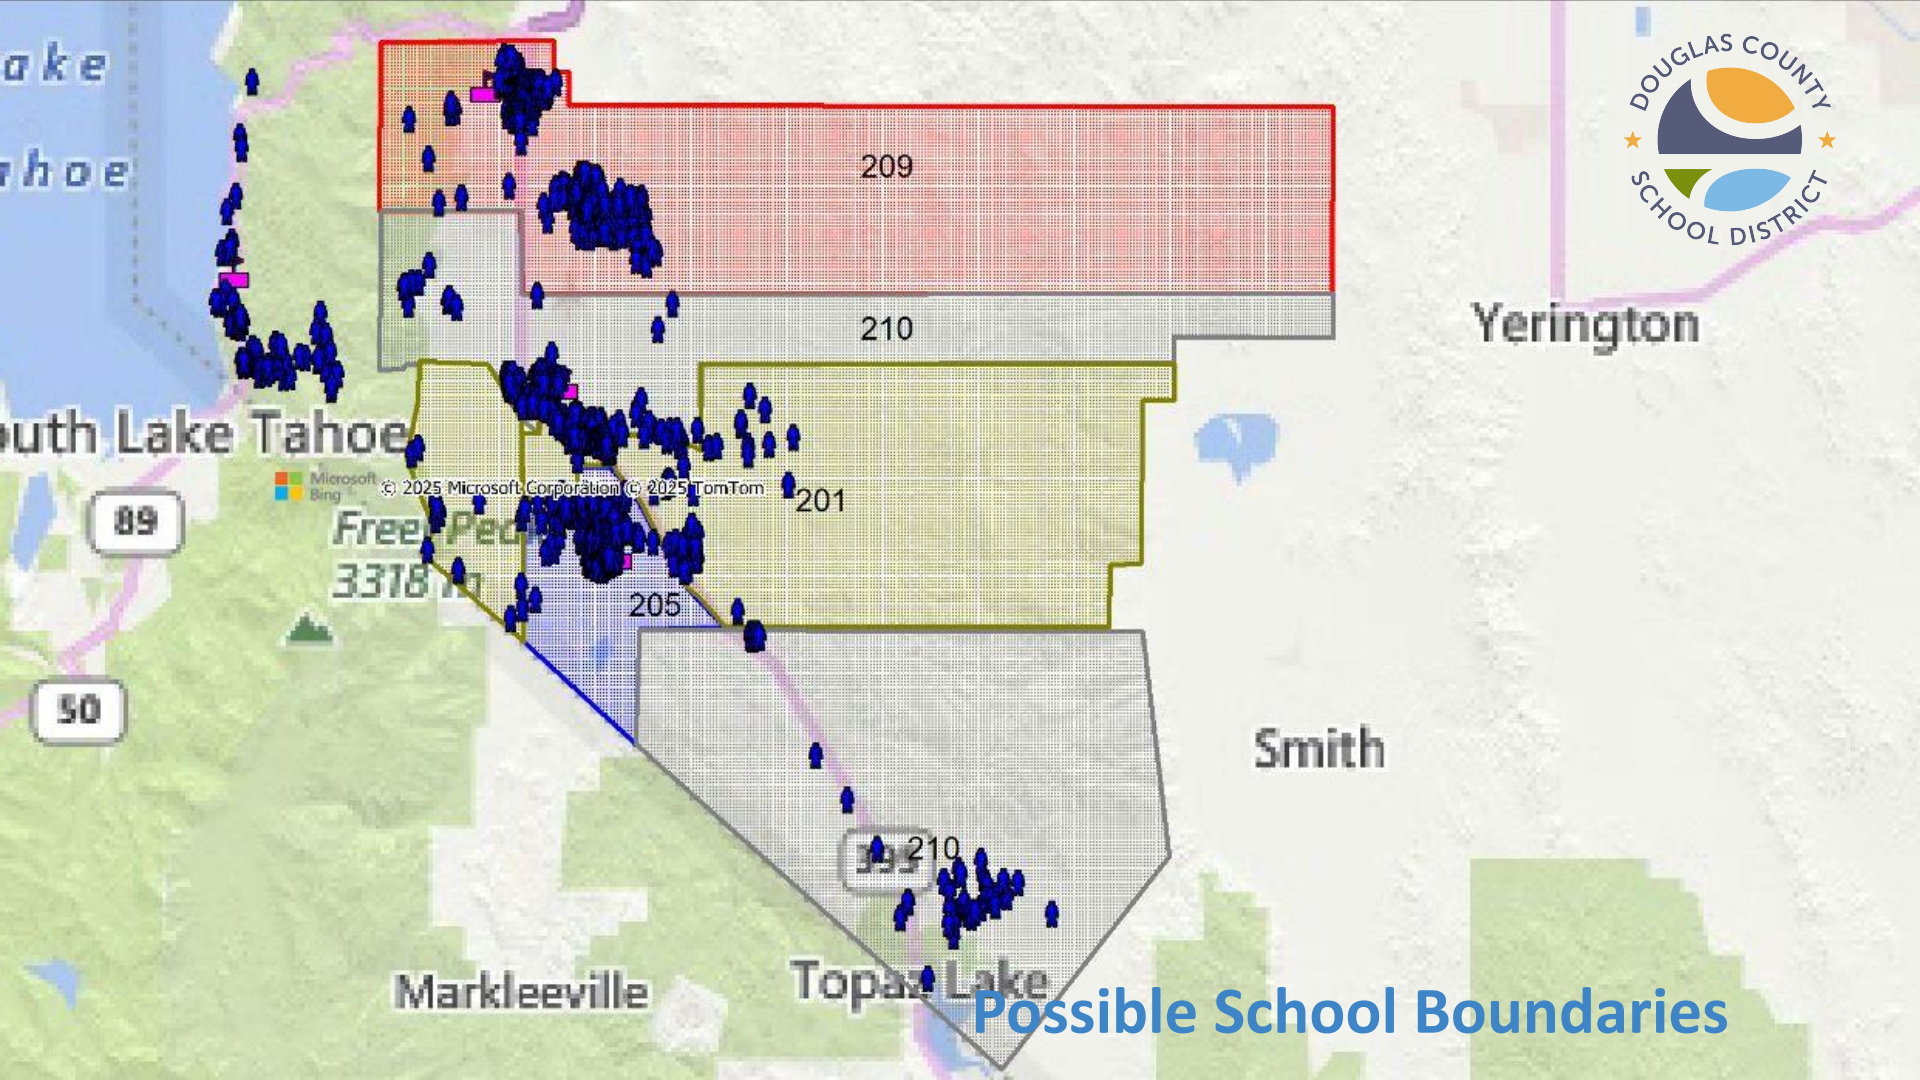 DOUGLAS COUNTY
SCHOOL DISTRICT
ake
ahoe
209
210
Yerington
outh Lake Tahoe
Microsoft
Bing
© 2025 Microsoft Corporation © 2025 TomTom
201
89
3318 m
205
50
Smith
210
395
Markleeville
Topaz Lake
Possible School Boundaries